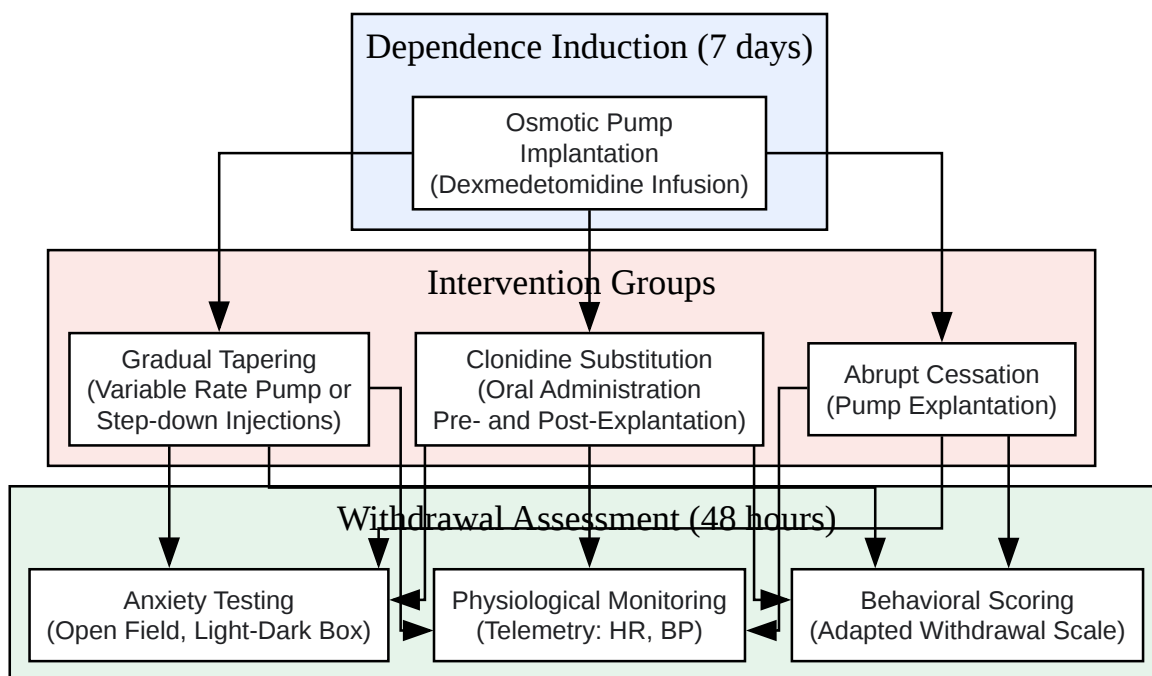 Dependence Induction (7 days)
Osmotic Pump
Implantation
(Dexmedetomidine Infusion)
Intervention Groups
Gradual Tapering
(Variable Rate Pump or
Step-down Injections)
Clonidine Substitution
(Oral Administration
Pre- and Post-Explantation)
Abrupt Cessation
(Pump Explantation)
Withdrawal Assessment (48 hours)
Anxiety Testing
(Open Field, Light-Dark Box)
Physiological Monitoring
(Telemetry: HR, BP)
Behavioral Scoring
(Adapted Withdrawal Scale)